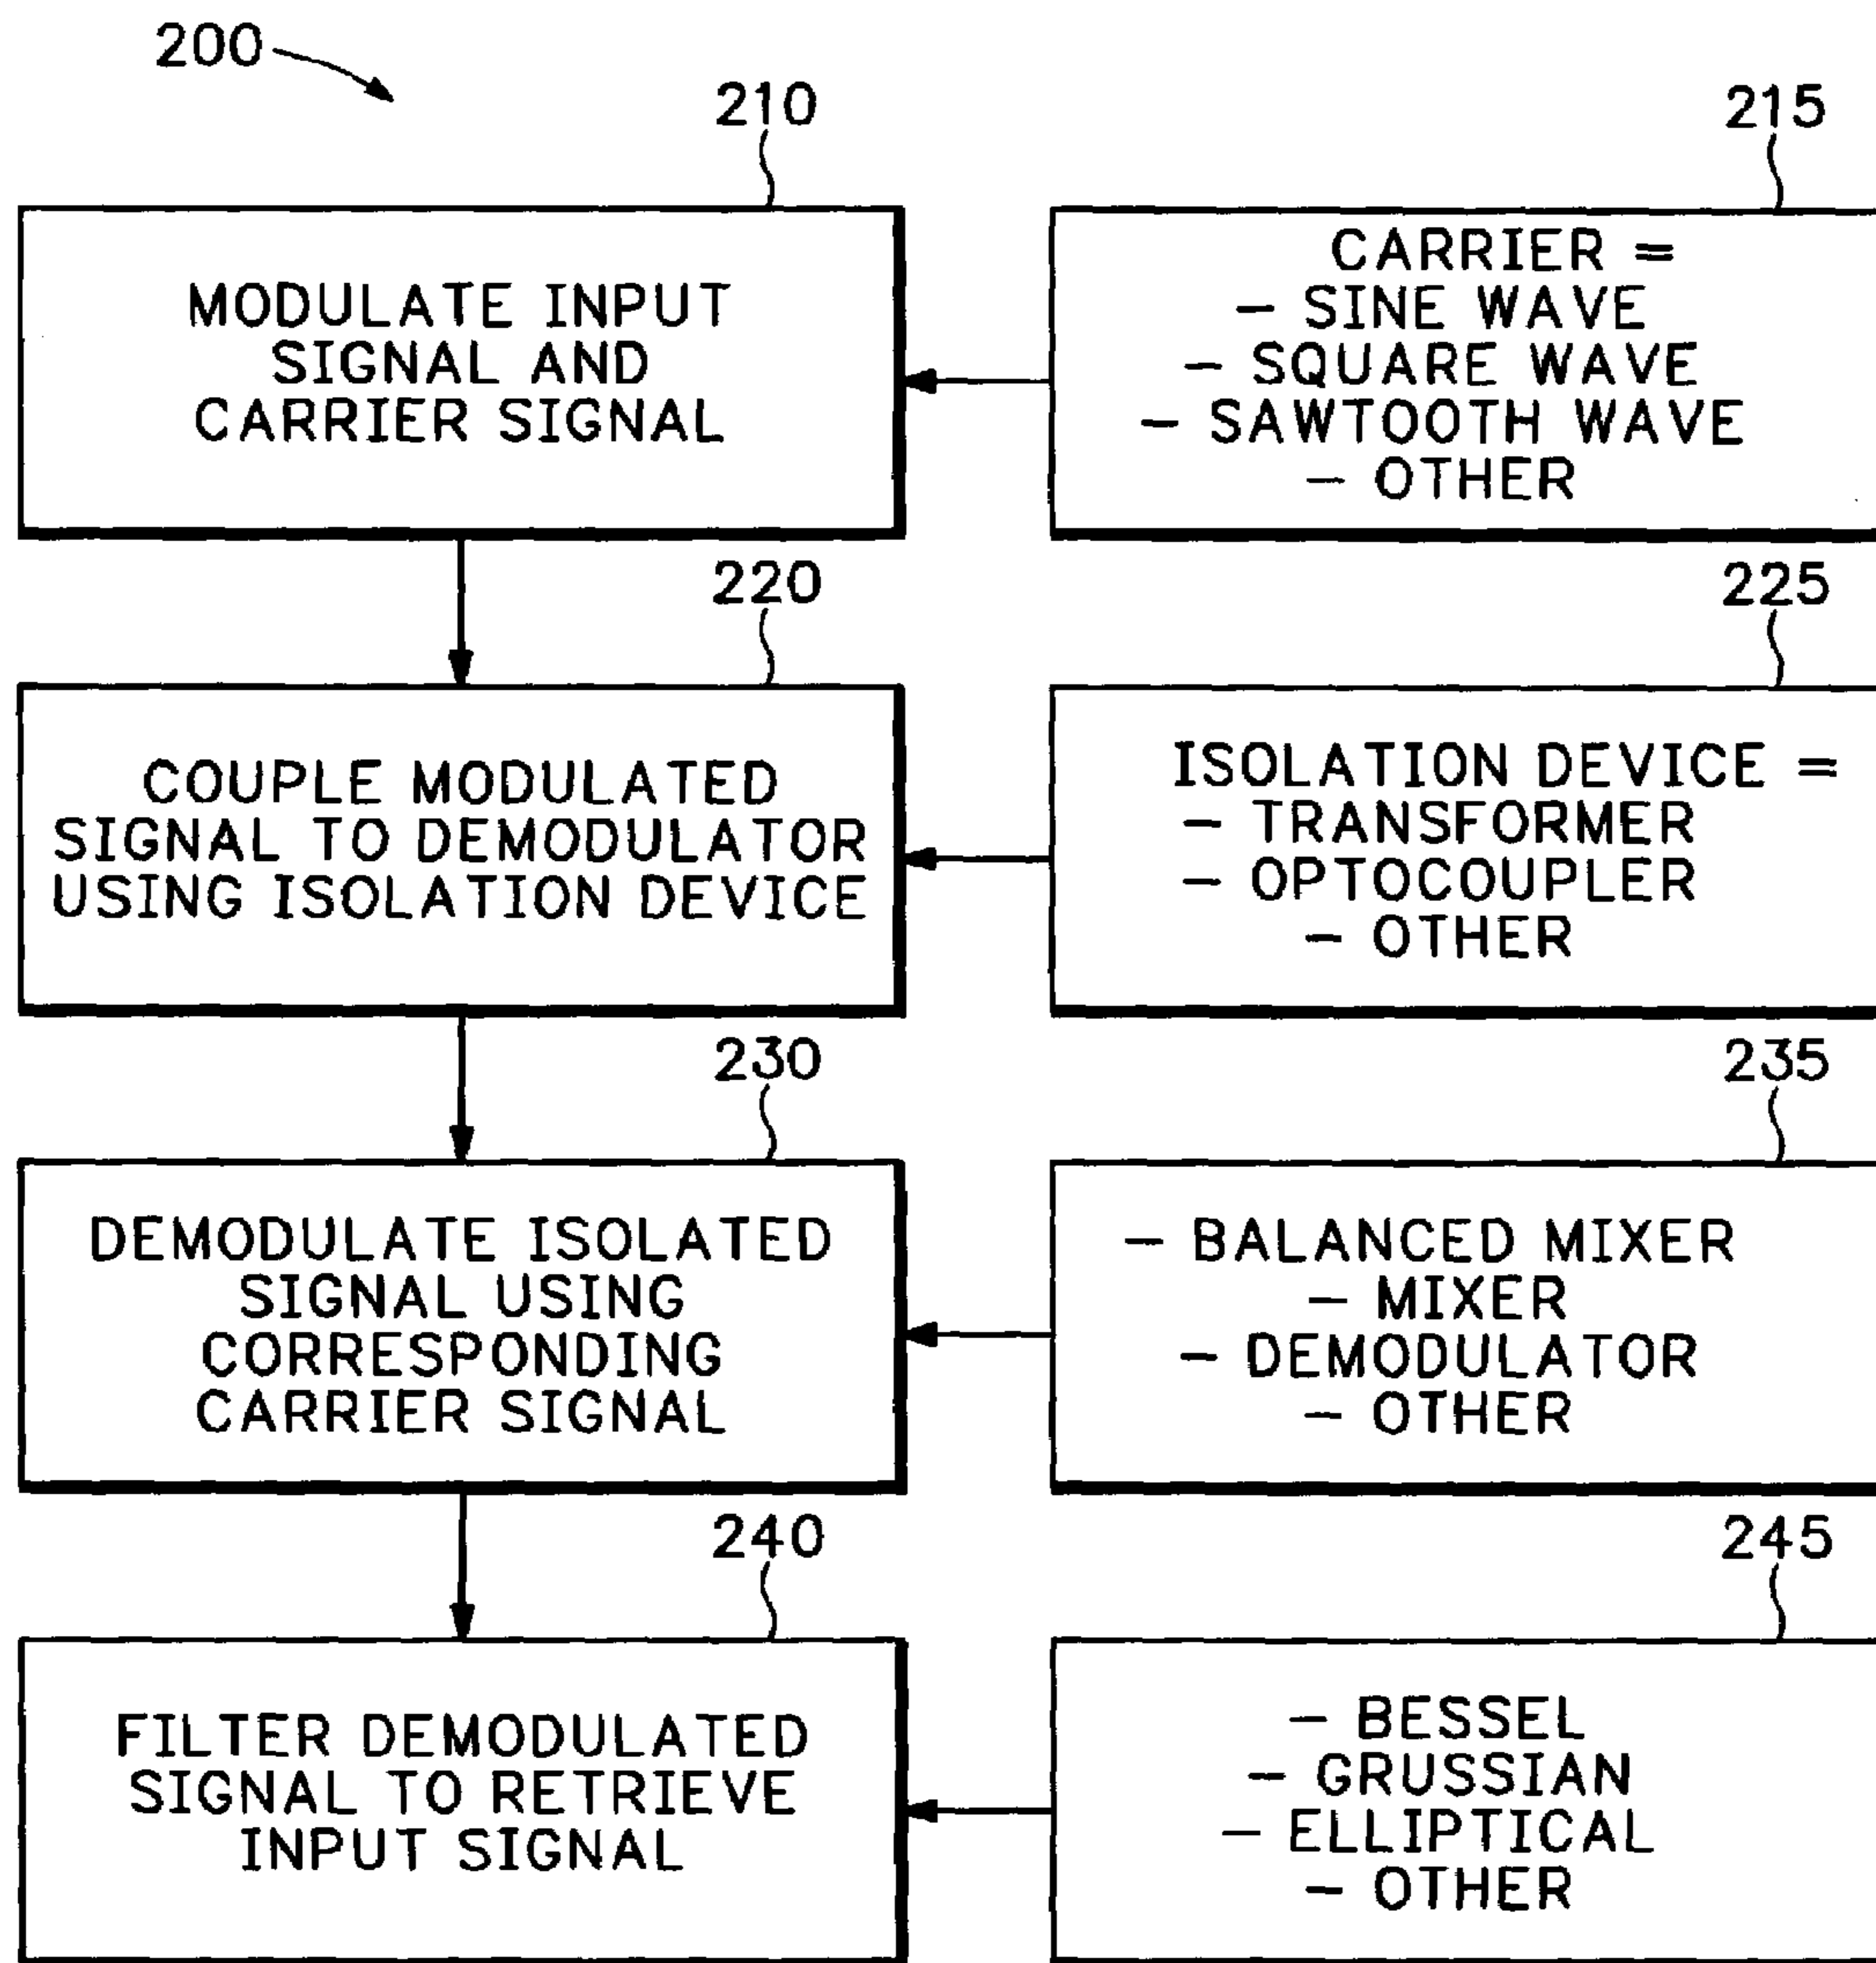 200
210
MODULATE INPUT
SIGNAL AND
CARRIER SIGNAL
215
CARRIER =
– SINE WAVE
– SQUARE WAVE
– SAWTOOTH WAVE
– OTHER
220
COUPLE MODULATED
SIGNAL TO DEMODULATOR
USING ISOLATION DEVICE
225
ISOLATION DEVICE =
– TRANSFORMER
– OPTOCOUPLER
– OTHER
230
DEMODULATE ISOLATED
SIGNAL USING
CORRESPONDING
CARRIER SIGNAL
235
– BALANCED MIXER
– MIXER
– DEMODULATOR
– OTHER
240
FILTER DEMODULATED
SIGNAL TO RETRIEVE
INPUT SIGNAL
245
– BESSEL
– GRUSSIAN
– ELLIPTICAL
– OTHER